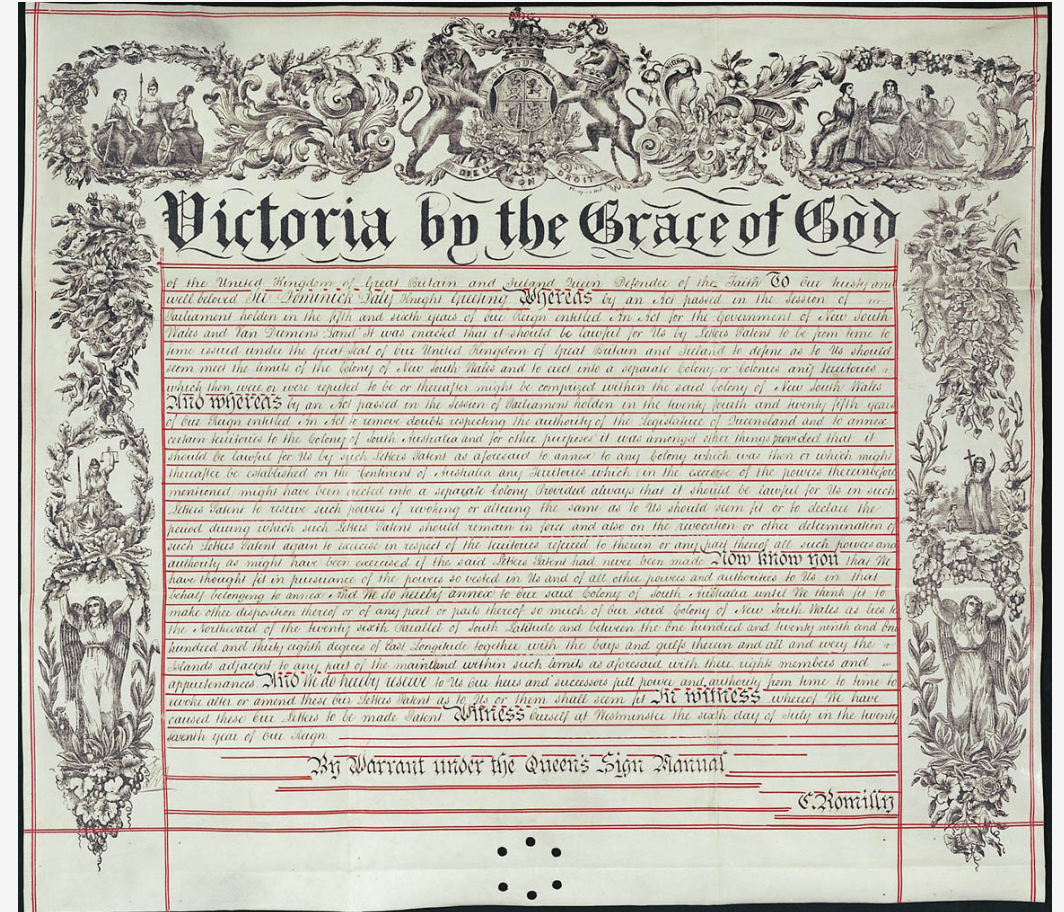 DIEU ET MON DROIT
Victoria by the Grace of God
of the United Kingdom of Great Britain and Ireland Queen Defender of the Faith To Our trusty and
well beloved Sir Dominick Daly Knight Greeting Whereas by an Act passed in the Session of
Parliament holden in the fifth and sixth years of Our Reign entitled An Act for the Government of New South
Wales and Van Diemens Land" It was enacted that it should be lawful for Us by Letters Patent to be from time to
time issued under the Great Seal of Our United Kingdom of Great Britain and Ireland to define as to Us should
seem meet the limits of the Colony of New South Wales and to erect into a separate Colony or Colonies any territories
which then were or were reputed to be or thereafter might be comprized within the said Colony of New South Wales
And whereas by an Act passed in the Session of Parliament holden in the twenty fourth and twenty fifth years
of Our Reign entitled An Act to remove doubts respecting the authority of the Legislature of Queensland and to annex
certain territories to the Colony of South Australia and for other purposes" it was amongst other things provided that it
should be lawful for Us by such Letters Patent as aforesaid to annex to any Colony which was then or which might
thereafter be established on the Continent of Australia any Territories which in the exercise of the powers thereinbefore
mentioned might have been erected into a separate Colony Provided always that it should be lawful for Us in such
Letters Patent to reserve such powers of revoking or altering the same as to Us should seem fit or to declare the
period during which such Letters Patent should remain in force and also on the revocation or other determination of
such Letters Patent again to exercise in respect of the territories referred to therein or any part thereof all such powers and
authority as might have been exercised if the said Letters Patent had never been made Now know you that We
have thought fit in pursuance of the powers so vested in Us and of all other powers and authorities to Us in that
behalf belonging to annex And We do hereby annex to Our said Colony of South Australia until We think fit to
make other disposition thereof or of any part or parts thereof so much of Our said Colony of New South Wales as lies to
the Northward of the twenty sixth Parallel of South Latitude and between the One hundred and twenty ninth and One
hundred and thirty eighth degrees of East Longitude together with the bays and gulfs therein and all and every the
Islands adjacent to any part of the mainland within such limits as aforesaid with their rights members and
appurtenances And We do hereby reserve to Us Our heirs and successors full power and authority from time to time to
revoke alter or amend these Our Letters Patent as to Us or them shall seem fit In witness whereof We have
caused these Our Letters to be made Patent Witness Ourself at Westminster the sixth day of July in the twenty
seventh year of Our Reign.
By Warrant under the Queens Sign Manual
C. Romilly